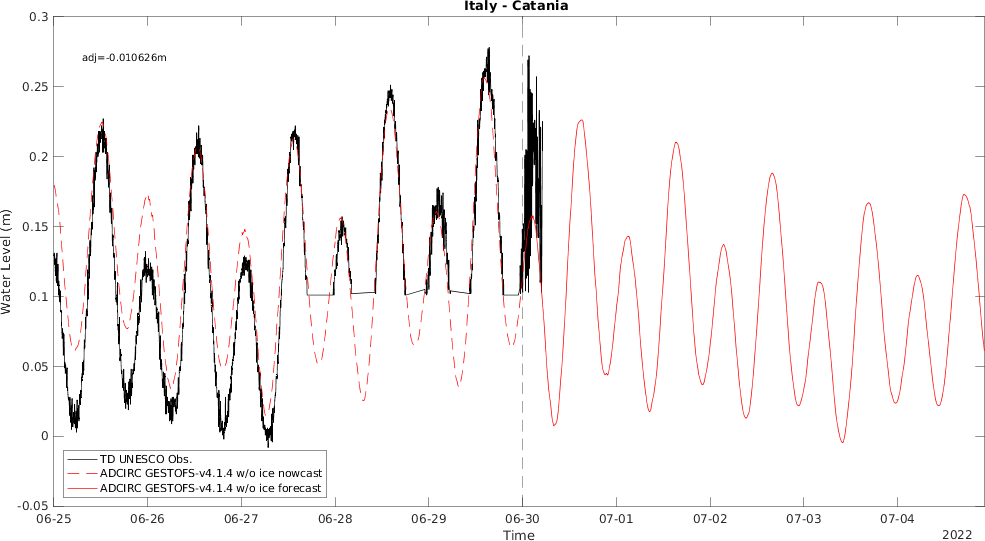 Italy - Catania
0.3
adj=-0.010626m
0.25
0.2
0.15
0.1
0.05
0
-0.05
Water Level (m)
TD UNESCO Obs.
ADCIRC GESTOFS-v4.1.4 w/o ice nowcast
ADCIRC GESTOFS-v4.1.4 w/o ice forecast
06-25 06-26 06-27 06-28 06-29 06-30 07-01 07-02 07-03 07-04
Time
2022